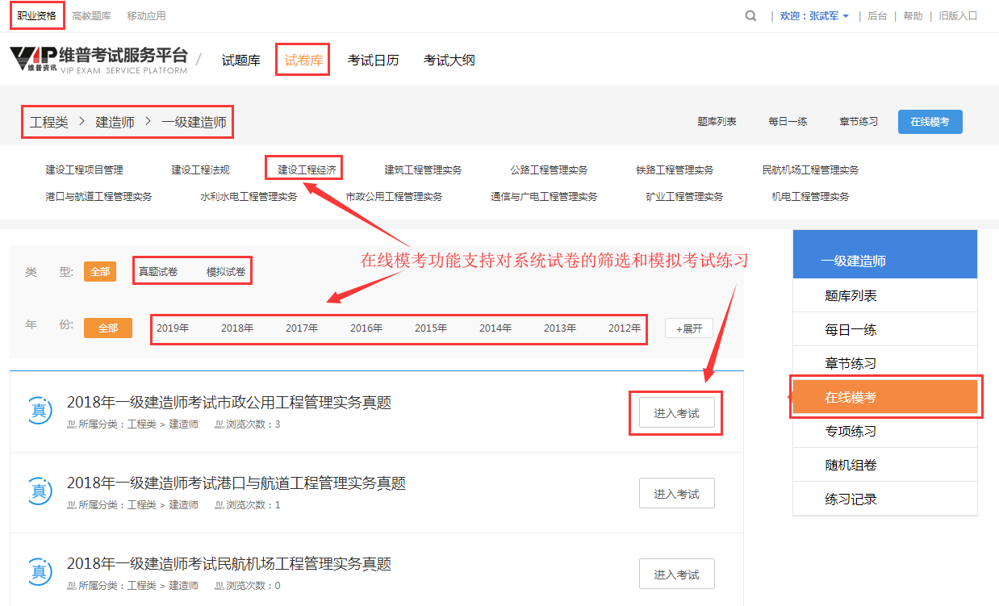 职业资格 高教题库 移动应用 | 欢迎：张武军 | 后台 | 帮助 | 旧版入口
VIP 维普资讯 维普考试服务平台 / 试题库 试卷库 考试日历 考试大纲
VIP EXAM SERVICE PLATFORM
工程类 > 建造师 > 一级建造师 题库列表 每日一练 章节练习 在线模考
建设工程项目管理 建设工程法规 建设工程经济 建筑工程管理实务 公路工程管理实务 铁路工程管理实务 民航机场工程管理实务
港口与航道工程管理实务 水利水电工程管理实务 市政公用工程管理实务 通信与广电工程管理实务 矿业工程管理实务 机电工程管理实务
在线模考功能支持对系统试卷的筛选和模拟考试练习
类 型: 全部 真题试卷 模拟试卷
年 份: 全部 2019年 2018年 2017年 2016年 2015年 2014年 2013年 2012年 +展开
真 2018年一级建造师考试市政公用工程管理实务真题
所属分类：工程类 > 建造师 浏览次数：3
进入考试
真 2018年一级建造师考试港口与航道工程管理实务真题
所属分类：工程类 > 建造师 浏览次数：1
进入考试
真 2018年一级建造师考试民航机场工程管理实务真题
所属分类：工程类 > 建造师 浏览次数：0
进入考试
一级建造师
题库列表
每日一练
章节练习
在线模考
专项练习
随机组卷
练习记录